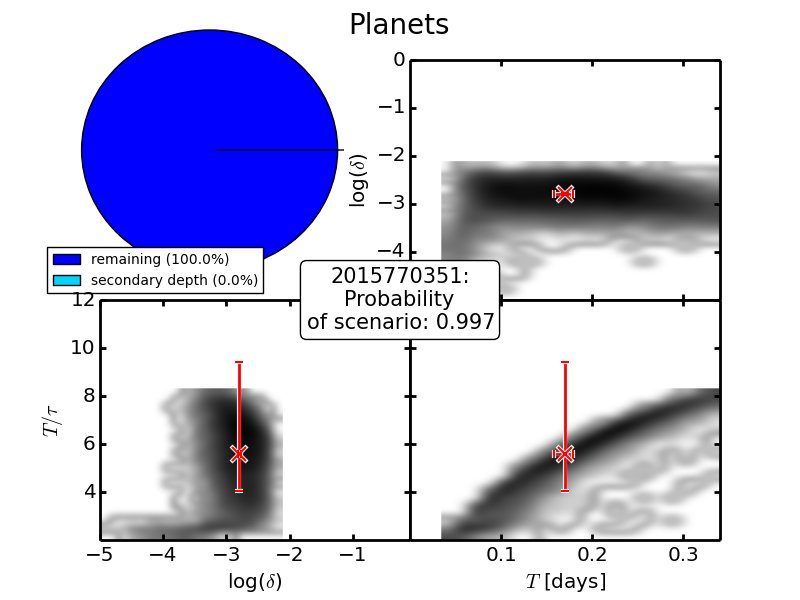 Planets
0
−1
−2
−3
−4
log(δ)
remaining (100.0%)
secondary depth (0.0%)
2015770351:
Probability
of scenario: 0.997
12
10
8
6
4
T/τ
−5 −4 −3 −2 −1
log(δ)
0.1 0.2 0.3
T [days]